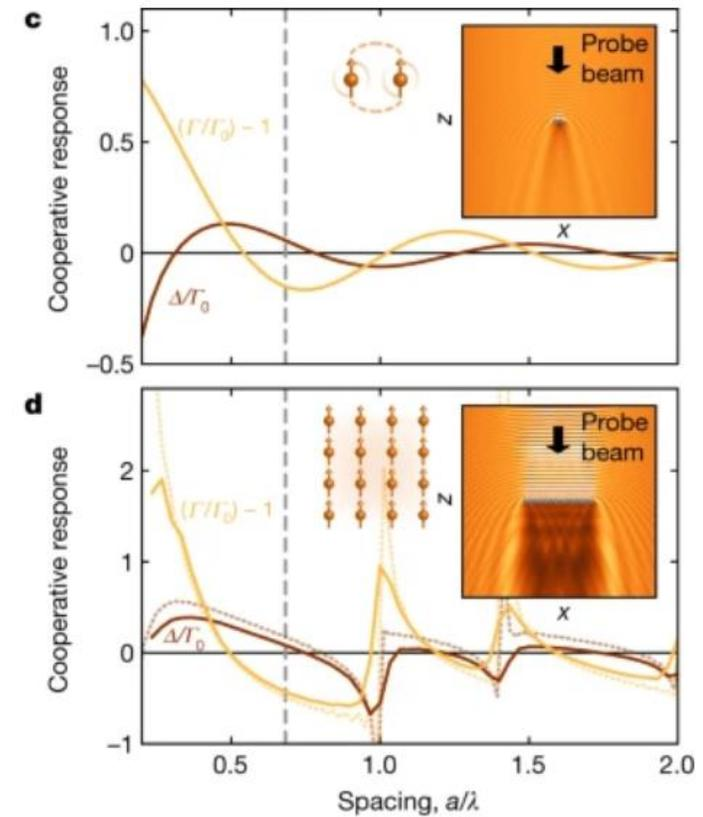 c
1.0
0.5
0
−0.5
Cooperative response
(Γ/Γ₀) − 1
Δ/Γ₀
Probe
beam
z
x
d
2
1
0
−1
Cooperative response
(Γ/Γ₀) − 1
Δ/Γ₀
Probe
beam
z
x
0.5
1.0
1.5
2.0
Spacing, a/λ